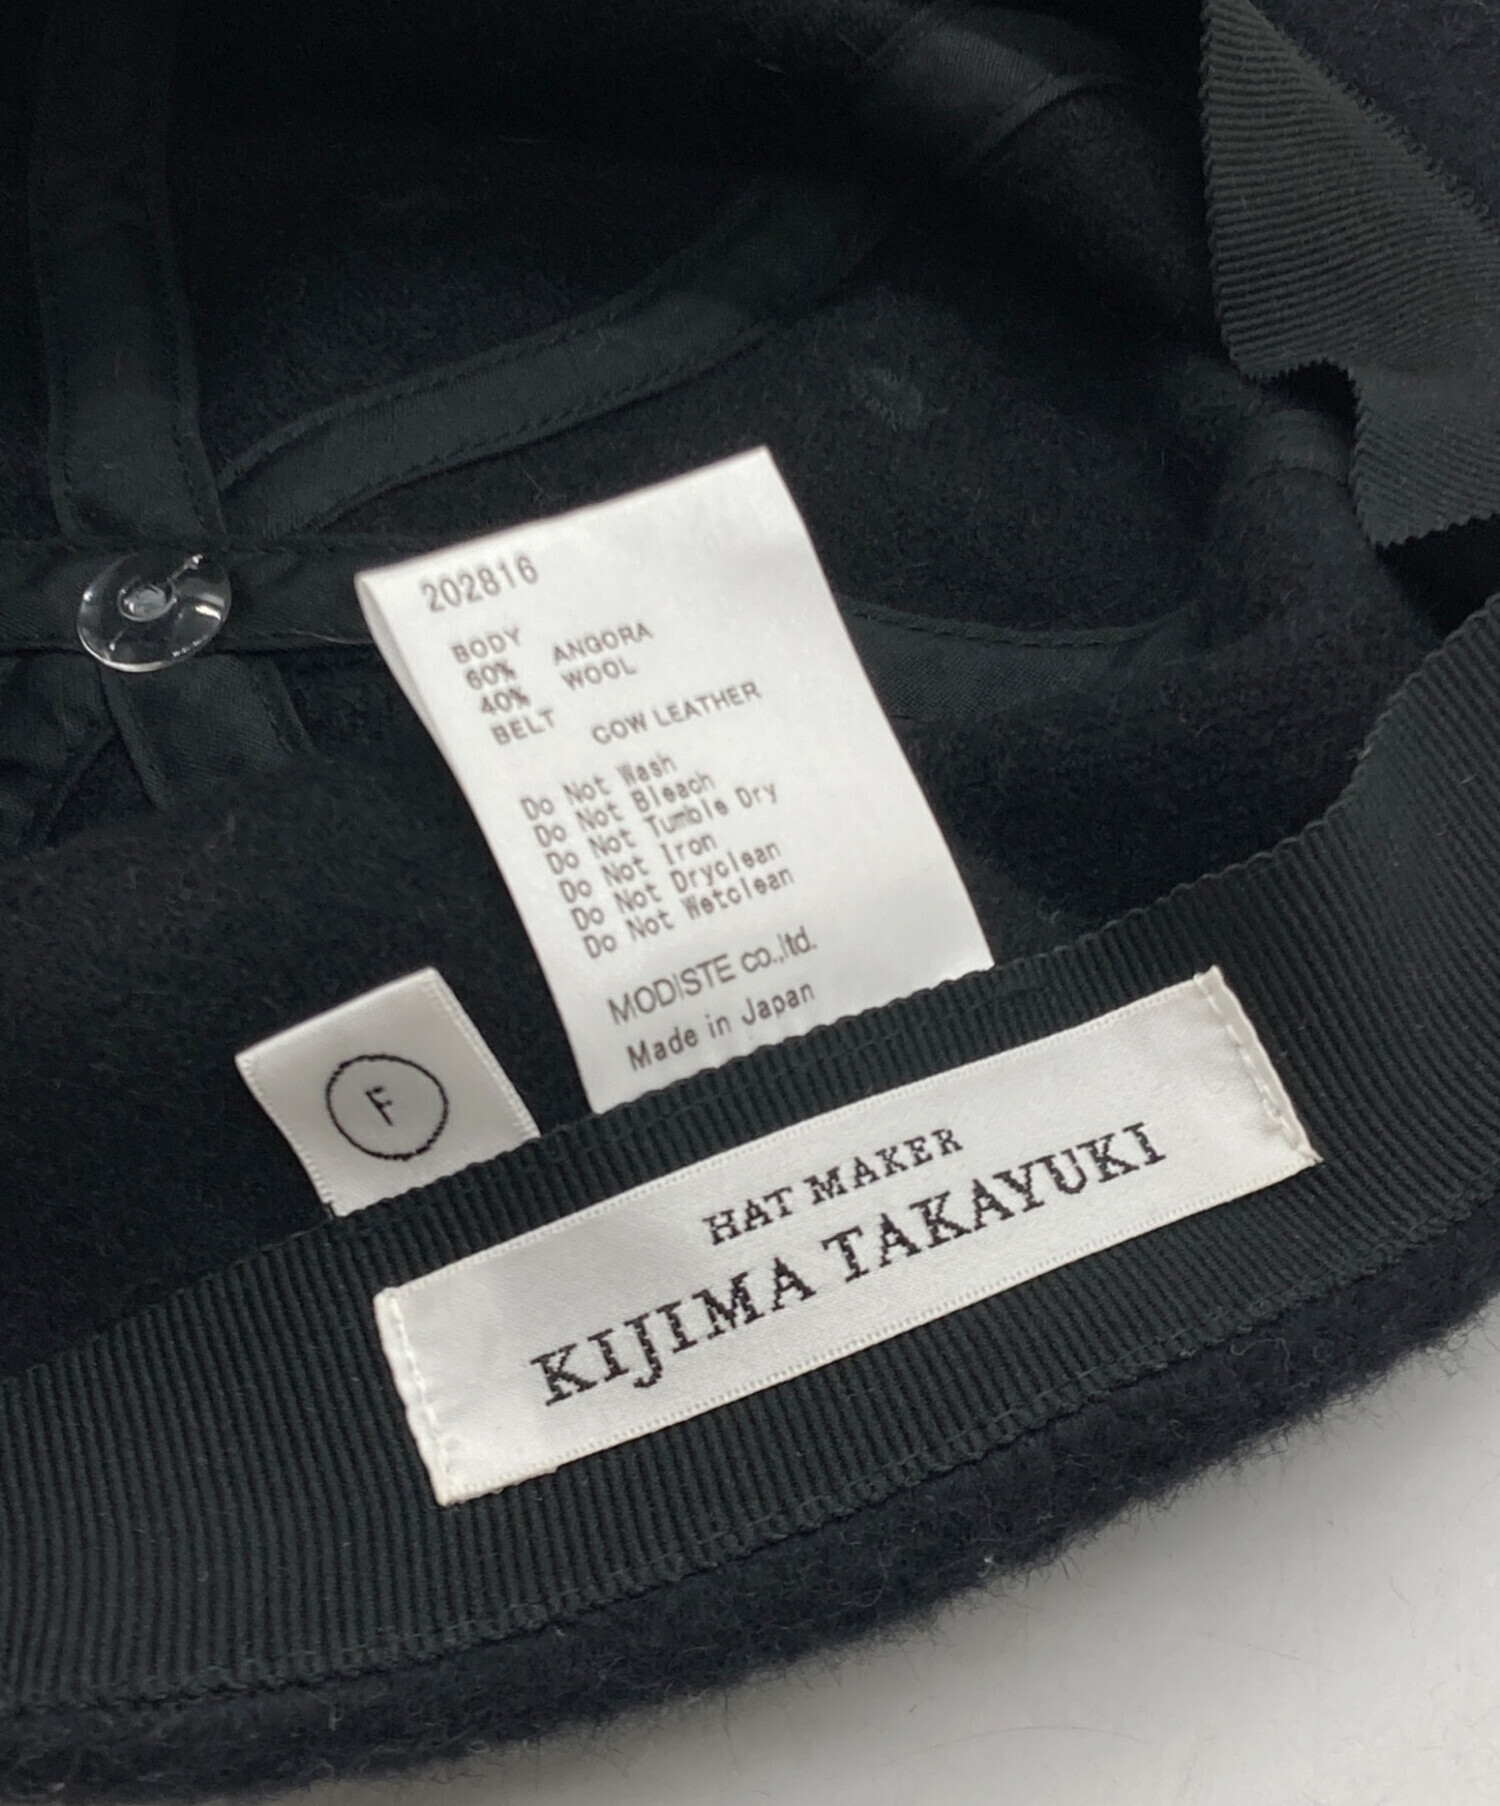 202816
BODY
60% ANGORA
40% WOOL
BELT COW LEATHER
Do Not Wash
Do Not Bleach
Do Not Tumble Dry
Do Not Iron
Do Not Dryclean
Do Not Wetclean
MODISTE co.,ltd.
Made in Japan
F
HAT MAKER
KIJIMA TAKAYUKI